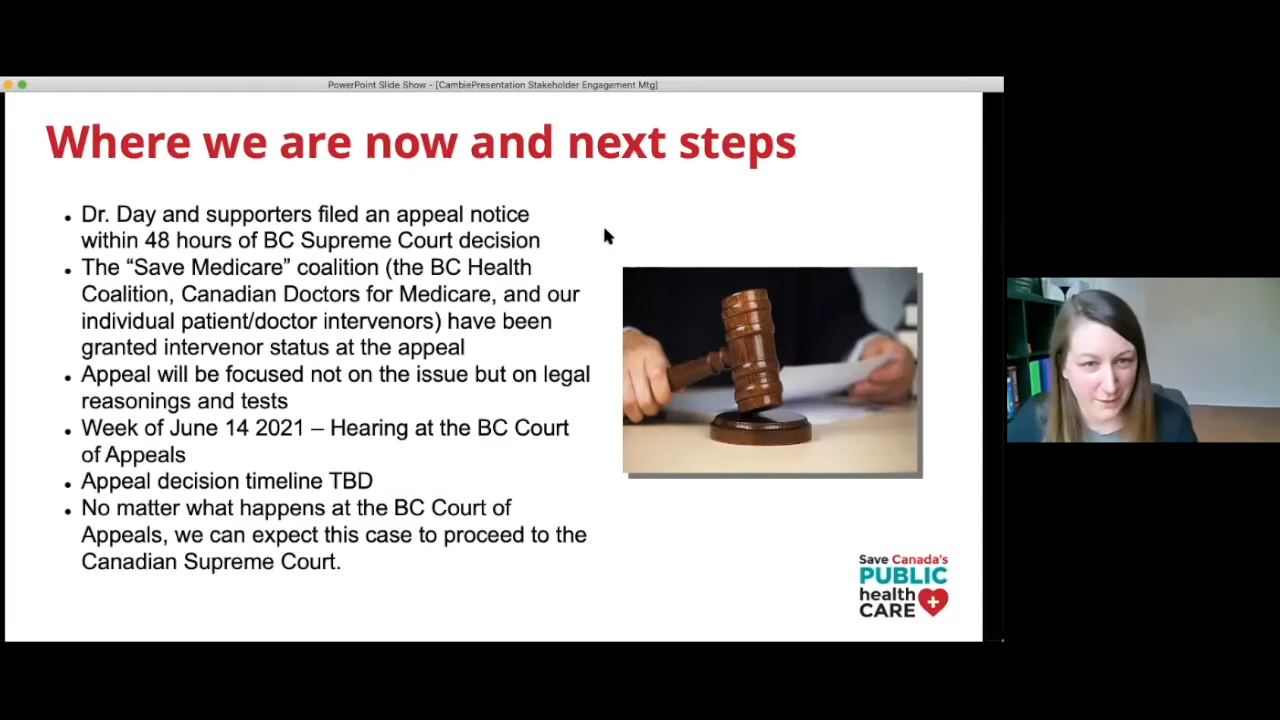 PowerPoint Slide Show - [CambiePresentation Stakeholder Engagement Mtg]
Where we are now and next steps
• Dr. Day and supporters filed an appeal notice
within 48 hours of BC Supreme Court decision
• The “Save Medicare” coalition (the BC Health
Coalition, Canadian Doctors for Medicare, and our
individual patient/doctor intervenors) have been
granted intervenor status at the appeal
• Appeal will be focused not on the issue but on legal
reasonings and tests
• Week of June 14 2021 – Hearing at the BC Court
of Appeals
• Appeal decision timeline TBD
• No matter what happens at the BC Court of
Appeals, we can expect this case to proceed to the
Canadian Supreme Court.
Save Canada's
PUBLIC
health
CARE